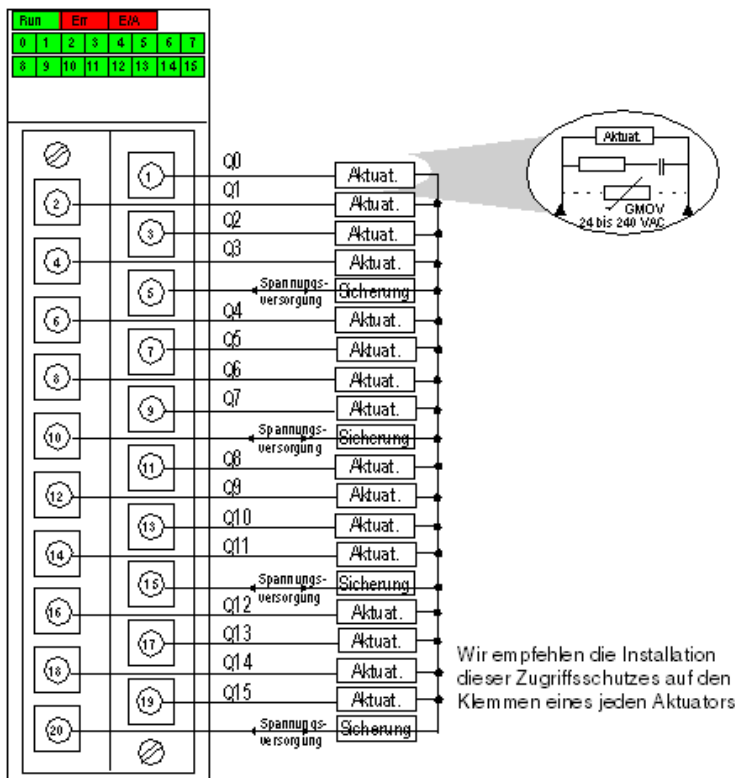 Run Err E/A
0 1 2 3 4 5 6 7
8 9 10 11 12 13 14 15
Aktuat.
GMOV
24 bis 240 VAC
1 Q0 Aktuat.
2 Q1 Aktuat.
3 Q2 Aktuat.
4 Q3 Aktuat.
5 Spannungs-
versorgung Sicherung
6 Q4 Aktuat.
7 Q5 Aktuat.
8 Q6 Aktuat.
9 Q7 Aktuat.
10 Spannungs-
versorgung Sicherung
11 Q8 Aktuat.
12 Q9 Aktuat.
13 Q10 Aktuat.
14 Q11 Aktuat.
15 Spannungs-
versorgung Sicherung
16 Q12 Aktuat.
17 Q13 Aktuat.
18 Q14 Aktuat.
19 Q15 Aktuat.
20 Spannungs-
versorgung Sicherung
Wir empfehlen die Installation
dieser Zugriffsschutzes auf den
Klemmen eines jeden Aktuators